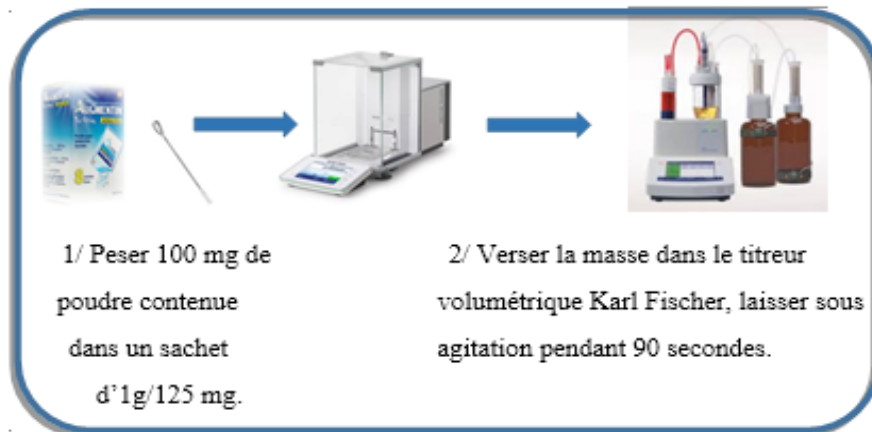 AUGMENTIN
1/ Peser 100 mg de
poudre contenue
dans un sachet
d’1g/125 mg.
2/ Verser la masse dans le titreur
volumétrique Karl Fischer, laisser sous
agitation pendant 90 secondes.